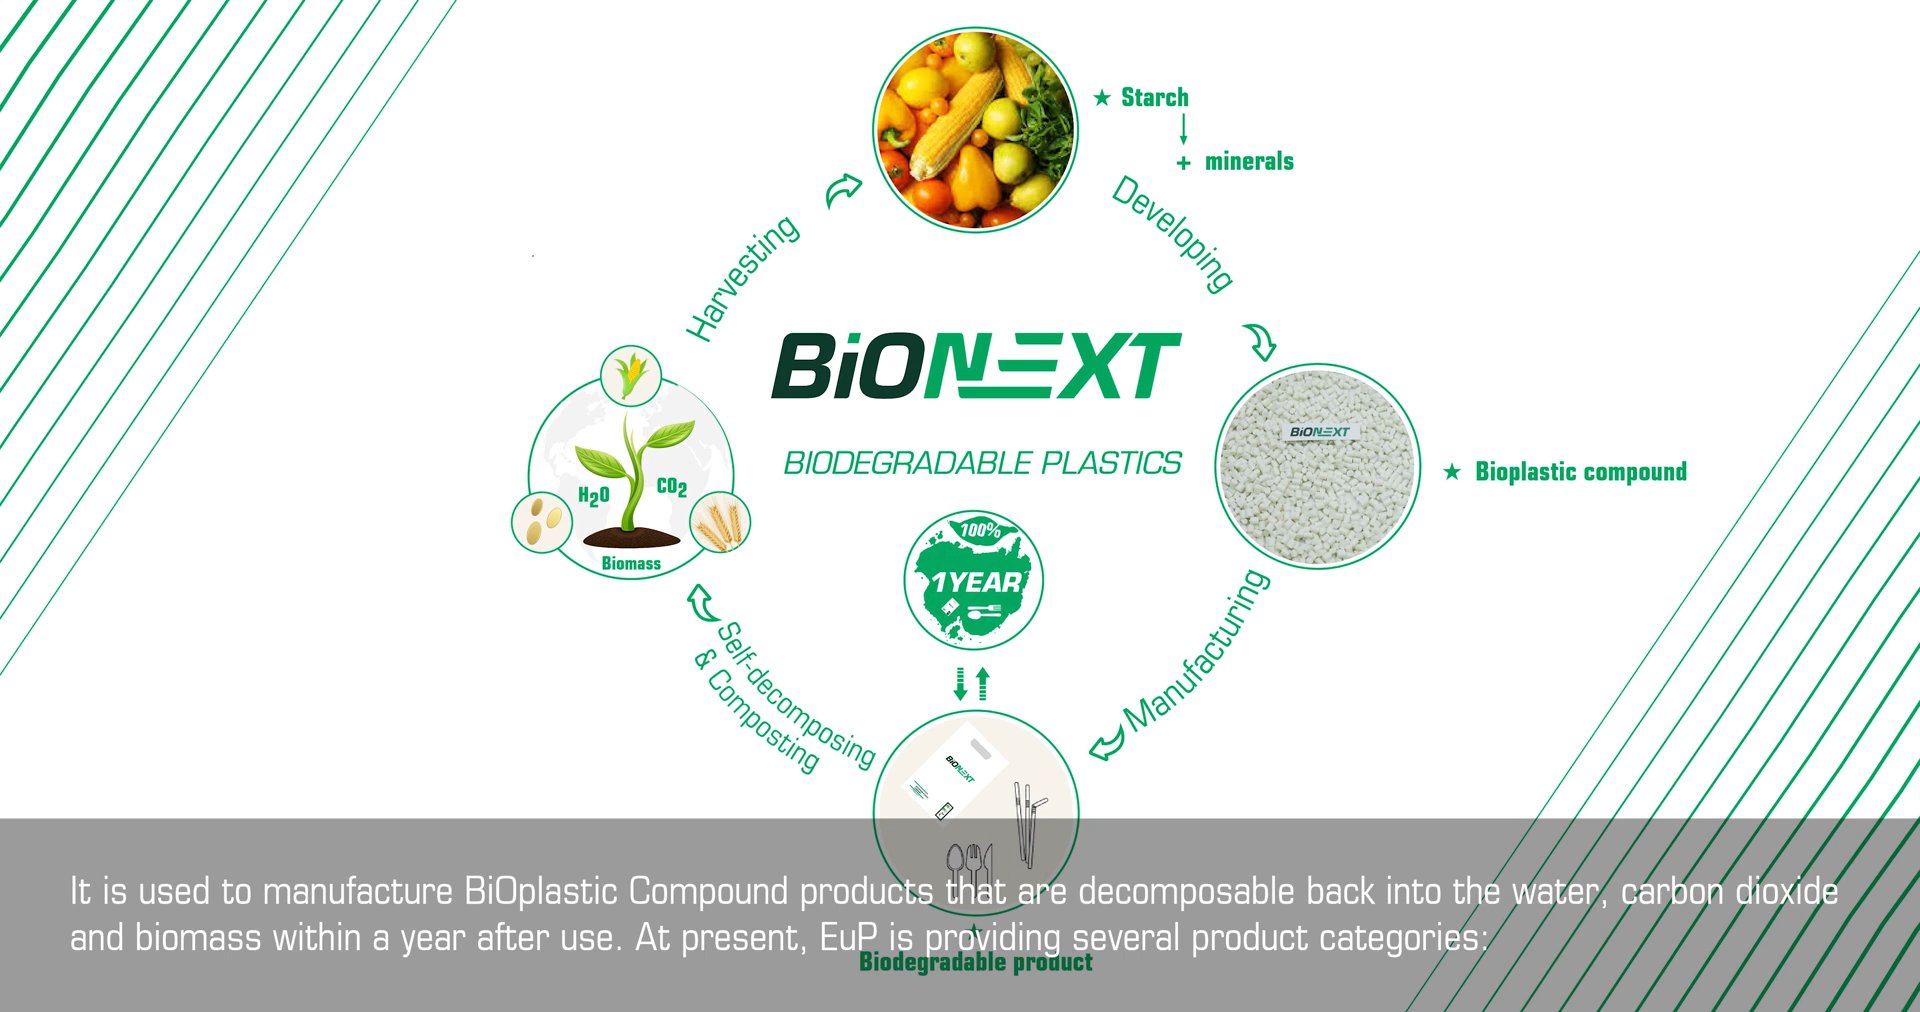 ★ Starch
+ minerals
Developing
Harvesting
BiONEXT
BIODEGRADABLE PLASTICS
BiONEXT
★ Bioplastic compound
H2O
CO2
Biomass
100%
1YEAR
Manufacturing
Self-decomposing
& Composting
BiONEXT
It is used to manufacture BiOplastic Compound products that are decomposable back into the water, carbon dioxide
and biomass within a year after use. At present, EuP is providing several product categories:
★
Biodegradable product